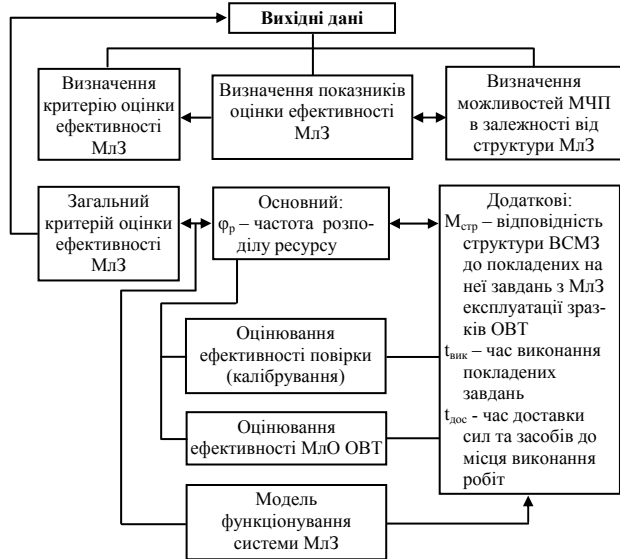 Вихідні дані
Визначення
критерію оцінки
ефективності
МлЗ
Визначення показників
оцінки ефективності
МлЗ
Визначення
можливостей МЧП
в залежності від
структури МлЗ
Загальний
критерій оцінки
ефективності
МлЗ
Основний:
φр – частота розпо-
ділу ресурсу
Додаткові:
Мстр – відповідність
структури ВСМЗ
до покладених на
неї завдань з МлЗ
експлуатації зраз-
ків ОВТ
tвик – час виконання
покладених
завдань
tдос - час доставки
сил та засобів до
місця виконання
робіт
Оцінювання
ефективності повірки
(калібрування)
Оцінювання
ефективності МлО ОВТ
Модель
функціонування
системи МлЗ